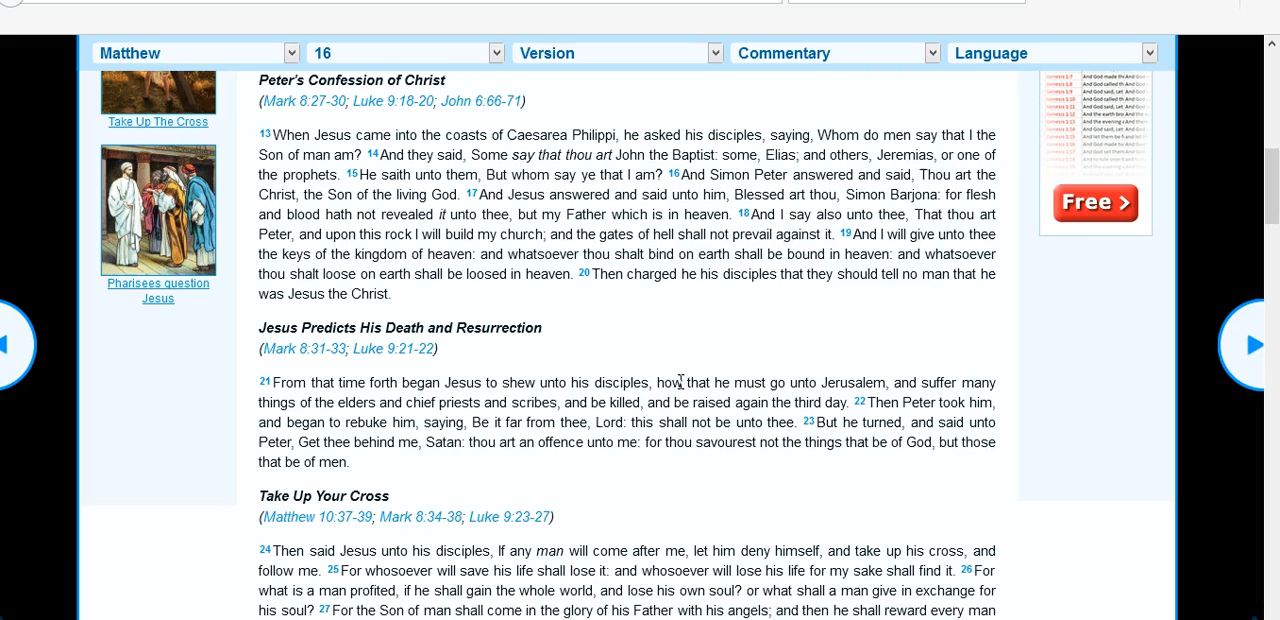 Matthew 16 Version Commentary Language
Take Up The Cross
Pharisees question
Jesus
Peter's Confession of Christ
(Mark 8:27-30; Luke 9:18-20; John 6:66-71)
13 When Jesus came into the coasts of Caesarea Philippi, he asked his disciples, saying, Whom do men say that I the
Son of man am? 14 And they said, Some say that thou art John the Baptist: some, Elias; and others, Jeremias, or one of
the prophets. 15 He saith unto them, But whom say ye that I am? 16 And Simon Peter answered and said, Thou art the
Christ, the Son of the living God. 17 And Jesus answered and said unto him, Blessed art thou, Simon Barjona: for flesh
and blood hath not revealed it unto thee, but my Father which is in heaven. 18 And I say also unto thee, That thou art
Peter, and upon this rock I will build my church; and the gates of hell shall not prevail against it. 19 And I will give unto thee
the keys of the kingdom of heaven: and whatsoever thou shalt bind on earth shall be bound in heaven: and whatsoever
thou shalt loose on earth shall be loosed in heaven. 20 Then charged he his disciples that they should tell no man that he
was Jesus the Christ.
Jesus Predicts His Death and Resurrection
(Mark 8:31-33; Luke 9:21-22)
21 From that time forth began Jesus to shew unto his disciples, how that he must go unto Jerusalem, and suffer many
things of the elders and chief priests and scribes, and be killed, and be raised again the third day. 22 Then Peter took him,
and began to rebuke him, saying, Be it far from thee, Lord: this shall not be unto thee. 23 But he turned, and said unto
Peter, Get thee behind me, Satan: thou art an offence unto me: for thou savourest not the things that be of God, but those
that be of men.
Take Up Your Cross
(Matthew 10:37-39; Mark 8:34-38; Luke 9:23-27)
24 Then said Jesus unto his disciples, If any man will come after me, let him deny himself, and take up his cross, and
follow me. 25 For whosoever will save his life shall lose it: and whosoever will lose his life for my sake shall find it. 26 For
what is a man profited, if he shall gain the whole world, and lose his own soul? or what shall a man give in exchange for
his soul? 27 For the Son of man shall come in the glory of his Father with his angels; and then he shall reward every man
Free >